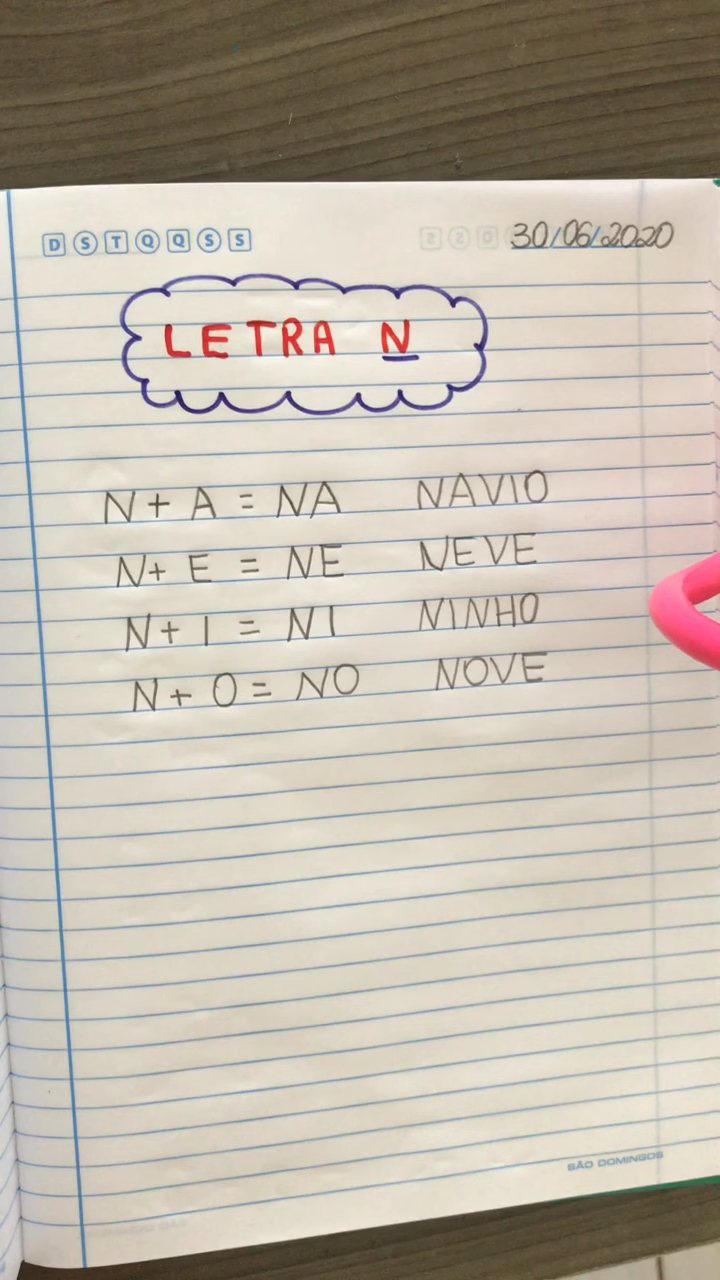 D S T Q Q S S 30/06/2020
LETRA N
N + A = NA NAVIO
N+ E = NE NEVE
N + I = NI NINHO
N + O = NO NOVE
SÃO DOMINGOS